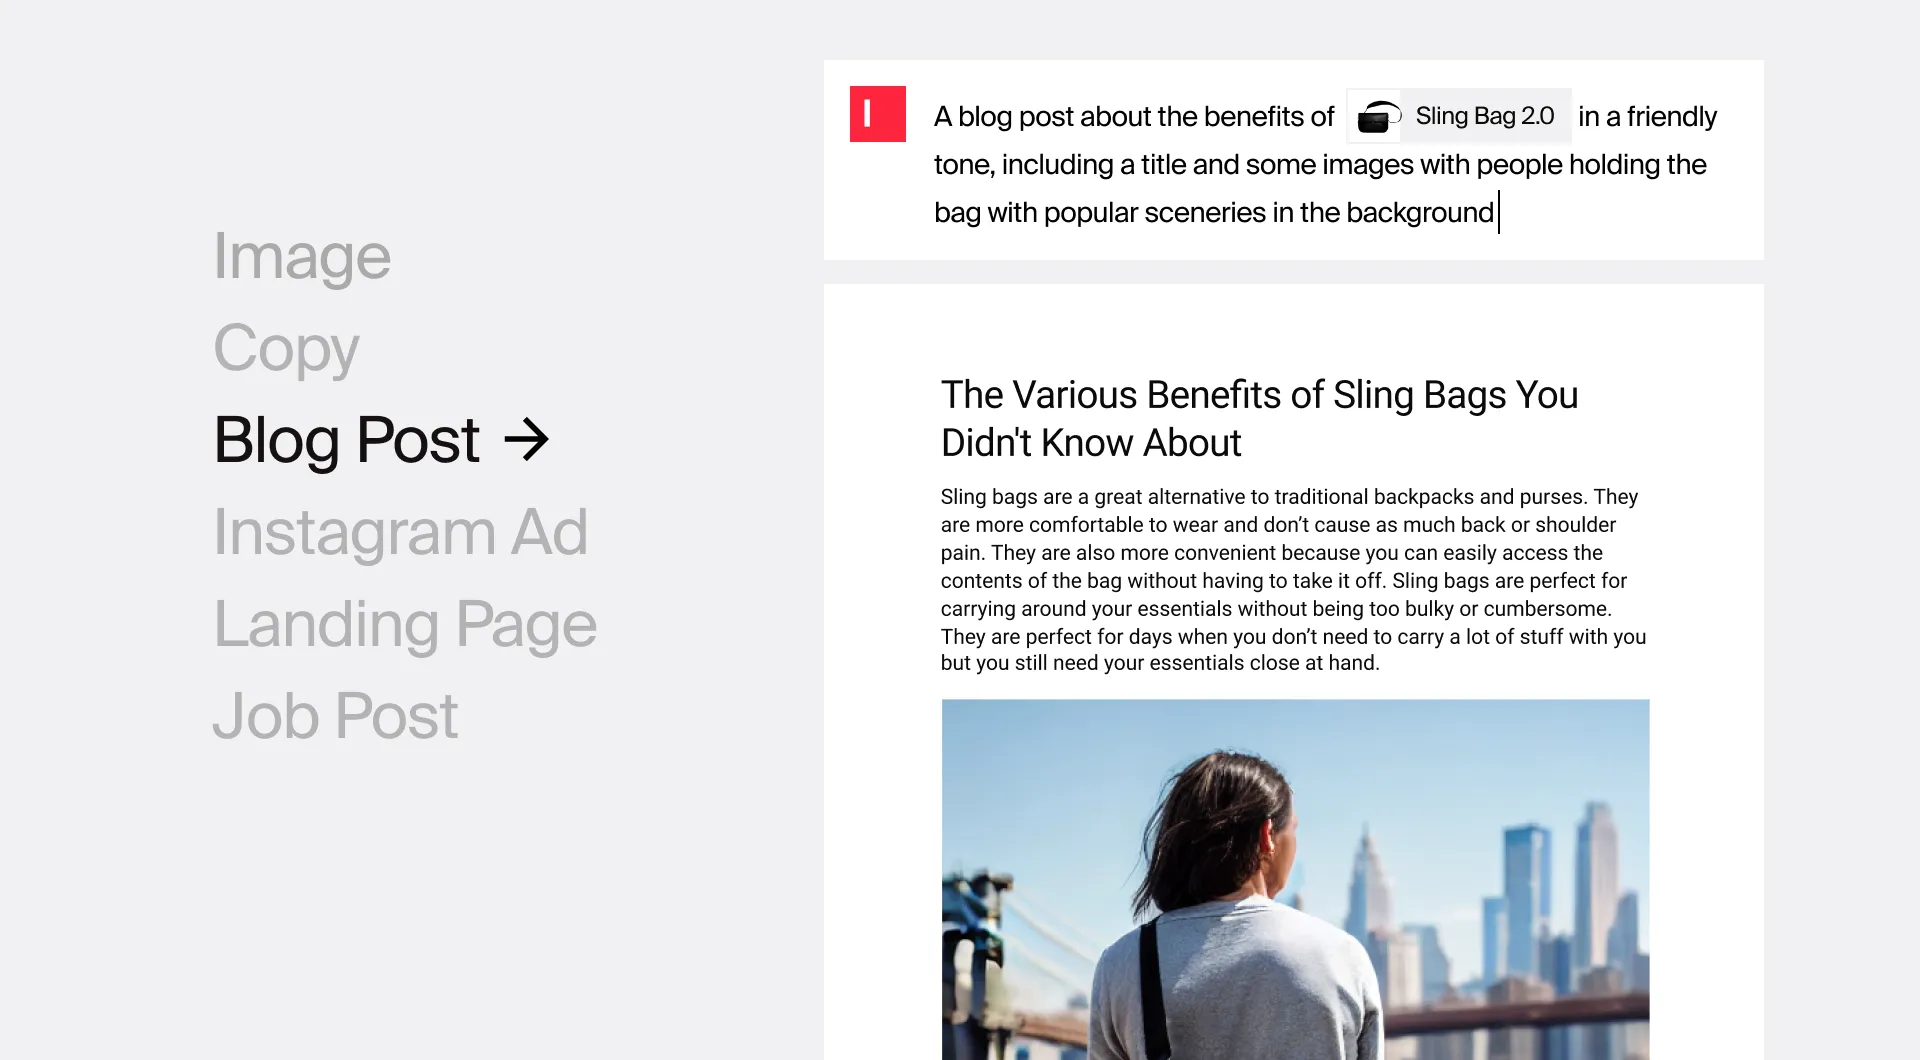 Image
Copy
Blog Post →
Instagram Ad
Landing Page
Job Post
I
A blog post about the benefits of Sling Bag 2.0 in a friendly
tone, including a title and some images with people holding the
bag with popular sceneries in the background
The Various Benefits of Sling Bags You
Didn't Know About
Sling bags are a great alternative to traditional backpacks and purses. They
are more comfortable to wear and don’t cause as much back or shoulder
pain. They are also more convenient because you can easily access the
contents of the bag without having to take it off. Sling bags are perfect for
carrying around your essentials without being too bulky or cumbersome.
They are perfect for days when you don’t need to carry a lot of stuff with you
but you still need your essentials close at hand.